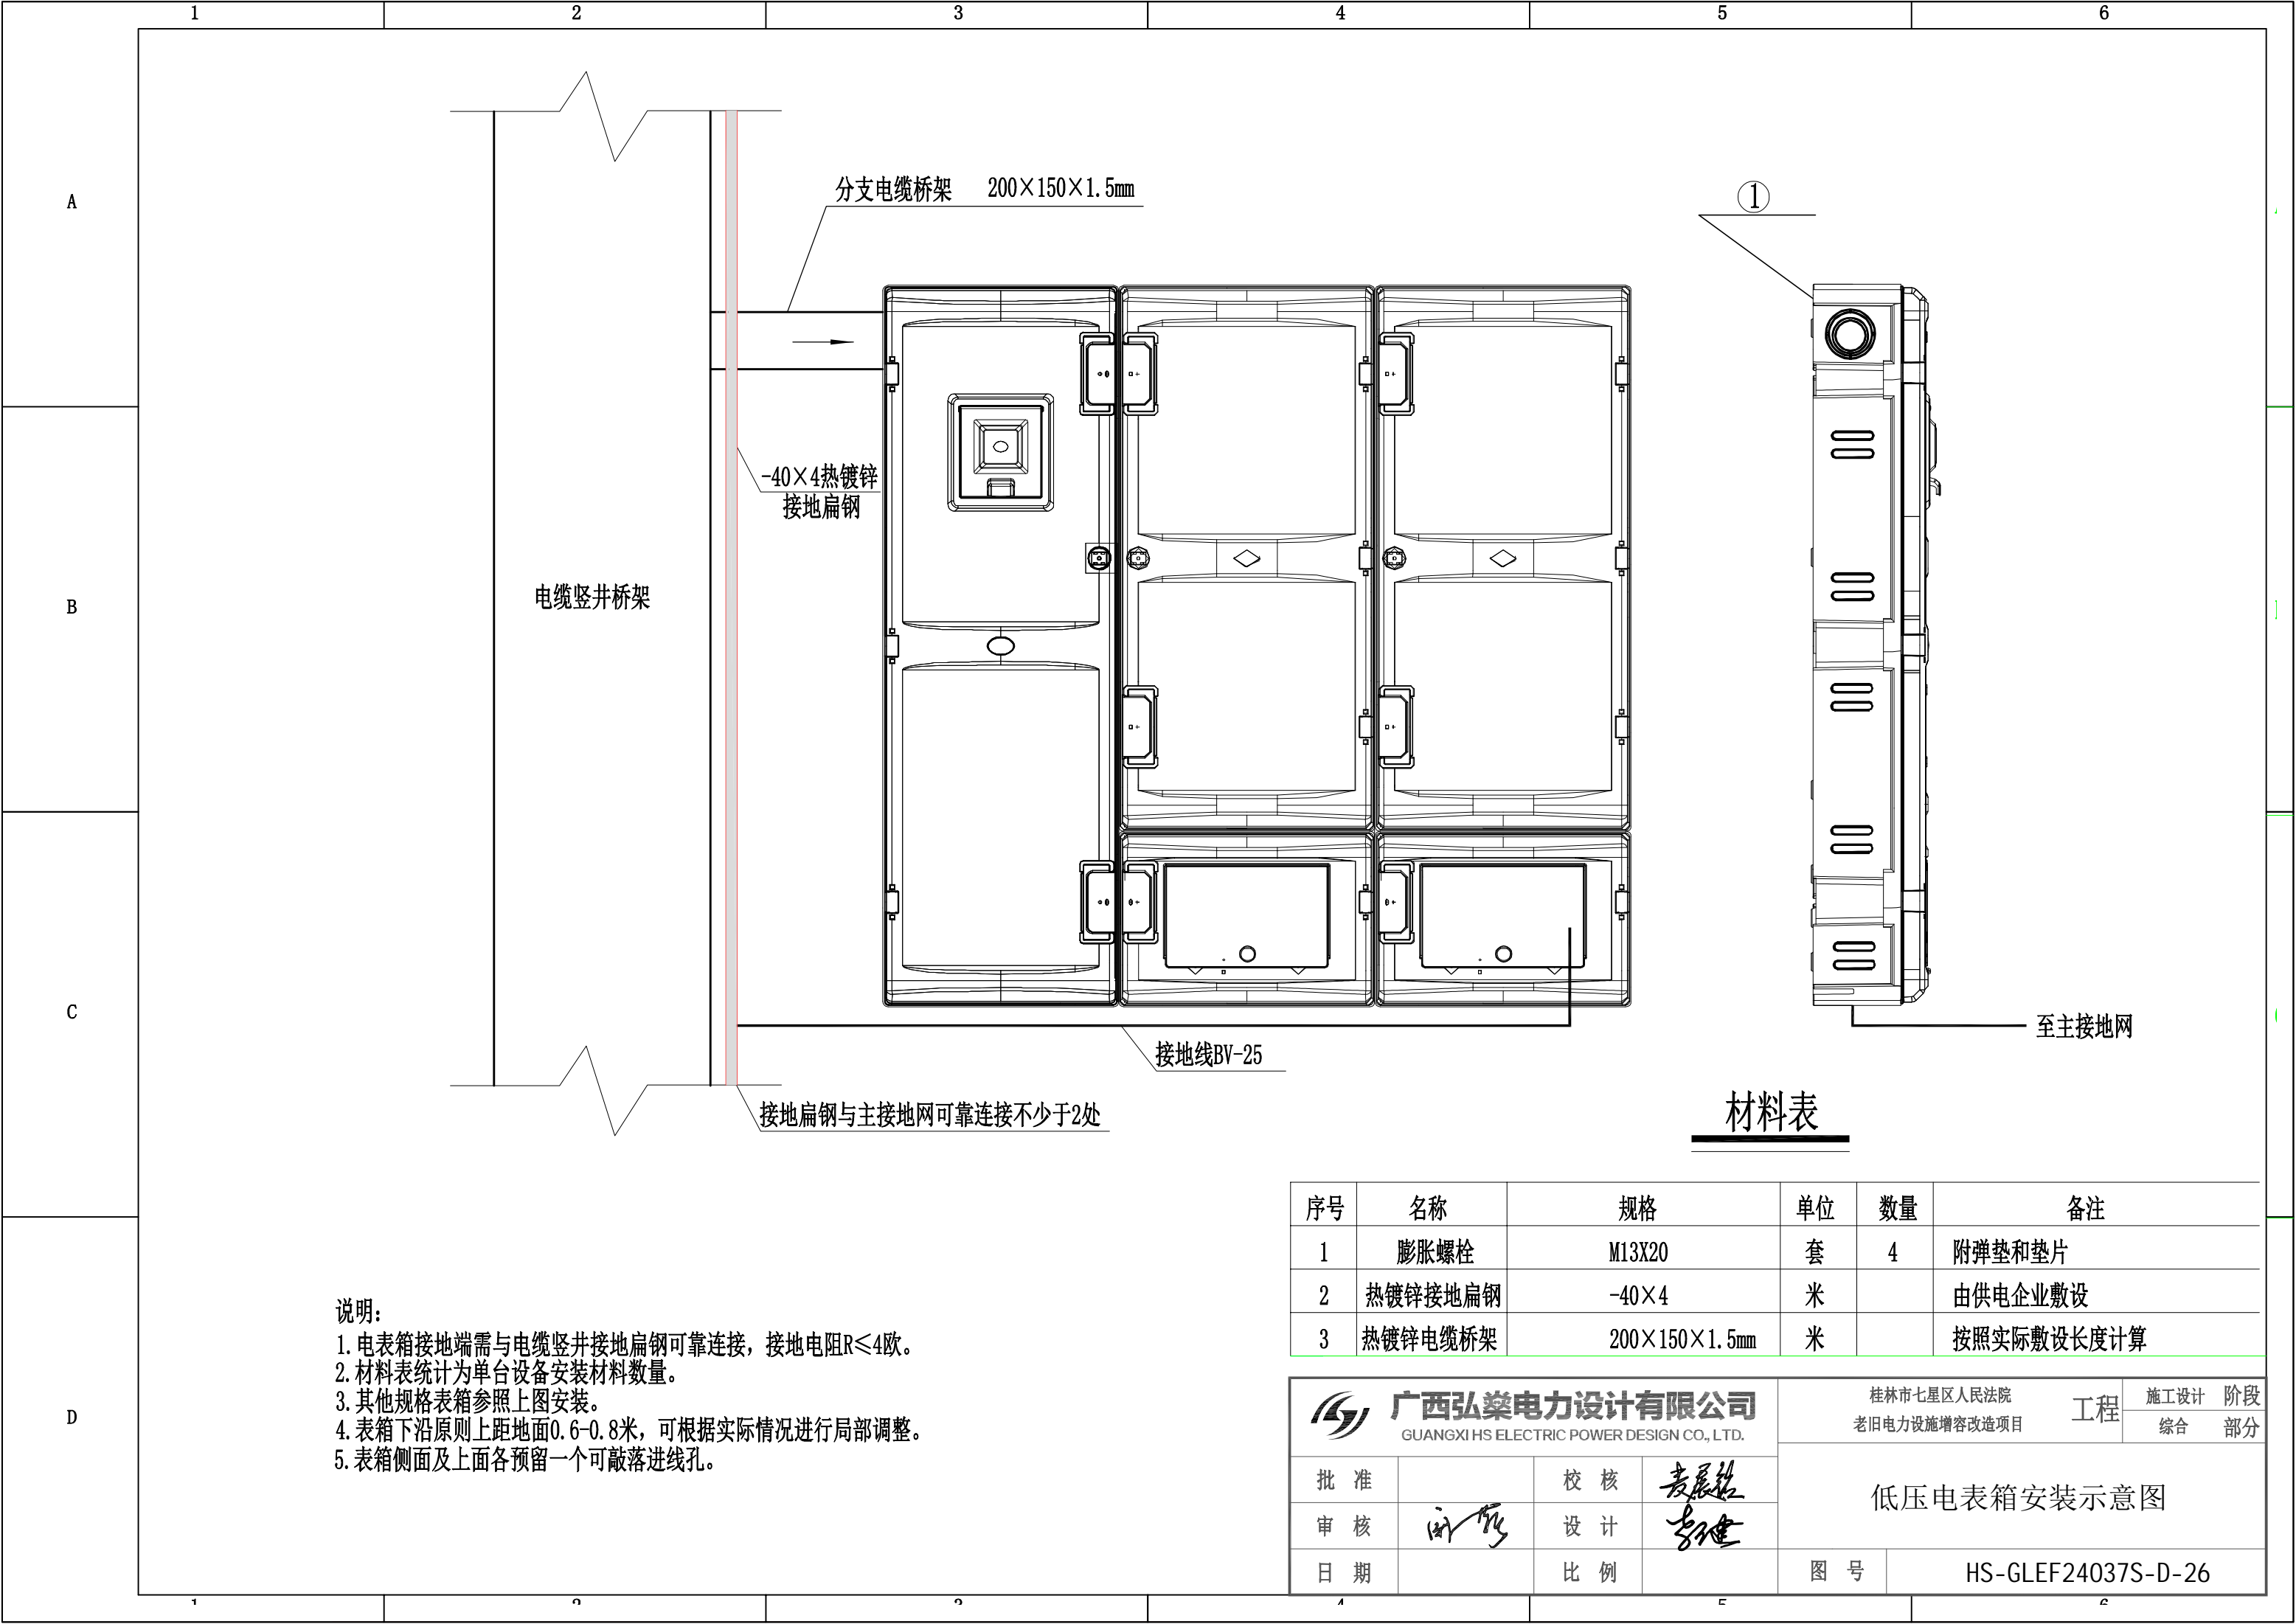 1 2 3 4 5 6
A
B
C
D
分支电缆桥架 200×150×1.5mm
①
-40×4热镀锌
接地扁钢
电缆竖井桥架
至主接地网
接地线BV-25
接地扁钢与主接地网可靠连接不少于2处
材料表
序号 名称 规格 单位 数量 备注
1 膨胀螺栓 M13X20 套 4 附弹垫和垫片
2 热镀锌接地扁钢 -40×4 米 由供电企业敷设
3 热镀锌电缆桥架 200×150×1.5mm 米 按照实际敷设长度计算
说明:
1.电表箱接地端需与电缆竖井接地扁钢可靠连接，接地电阻R≤4欧。
2.材料表统计为单台设备安装材料数量。
3.其他规格表箱参照上图安装。
4.表箱下沿原则上距地面0.6-0.8米，可根据实际情况进行局部调整。
5.表箱侧面及上面各预留一个可敲落进线孔。
广西弘燊电力设计有限公司
GUANGXI HS ELECTRIC POWER DESIGN CO., LTD.
桂林市七星区人民法院
老旧电力设施增容改造项目
工程
施工设计 阶段
综合 部分
批 准 校 核
审 核 设 计
日 期 比 例
低压电表箱安装示意图
图 号 HS-GLEF24037S-D-26